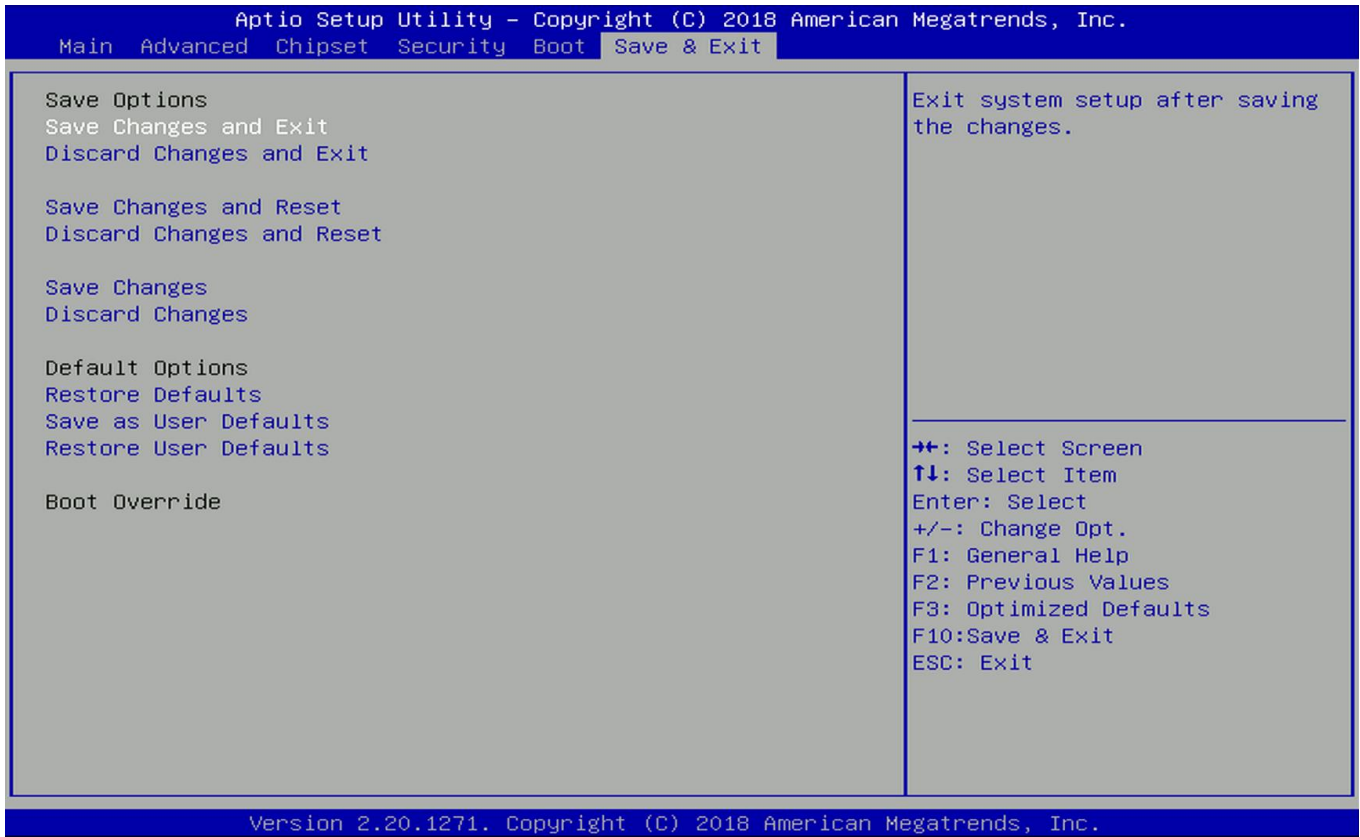 Aptio Setup Utility – Copyright (C) 2018 American Megatrends, Inc.
Main Advanced Chipset Security Boot Save & Exit
Save Options
Save Changes and Exit
Discard Changes and Exit
Save Changes and Reset
Discard Changes and Reset
Save Changes
Discard Changes
Default Options
Restore Defaults
Save as User Defaults
Restore User Defaults
Boot Override
Exit system setup after saving
the changes.
→←: Select Screen
↑↓: Select Item
Enter: Select
+/-: Change Opt.
F1: General Help
F2: Previous Values
F3: Optimized Defaults
F10:Save & Exit
ESC: Exit
Version 2.20.1271. Copyright (C) 2018 American Megatrends, Inc.